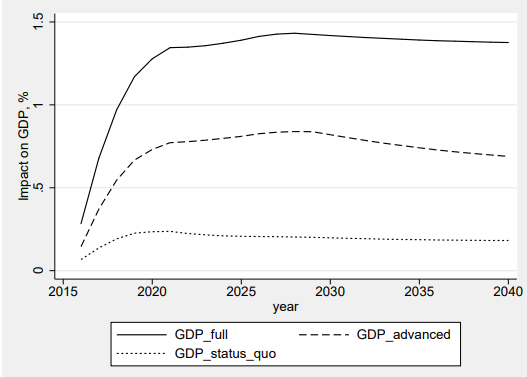 Impact on GDP, %
1.5
1
.5
0
2015 2020 2025 2030 2035 2040
year
GDP_full GDP_advanced
GDP_status_quo